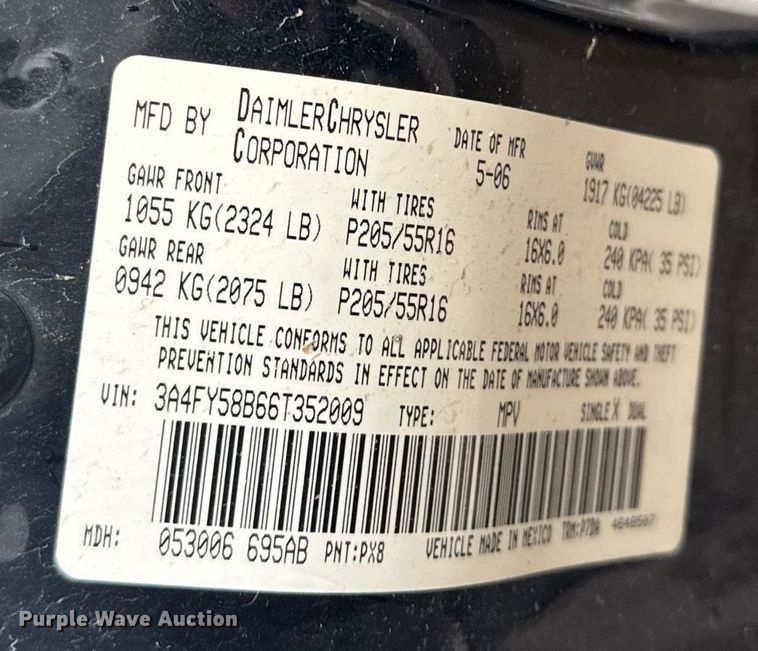 MFD BY DAIMLERCHRYSLER CORPORATION DATE OF MFR 5-06 GVWR 1917 KG(04225 LB)
GAWR FRONT WITH TIRES RIMS AT COLD
1055 KG(2324 LB) P205/55R16 16X6.0 240 KPA( 35 PSI)
GAWR REAR WITH TIRES RIMS AT COLD
0942 KG(2075 LB) P205/55R16 16X6.0 240 KPA( 35 PSI)
THIS VEHICLE CONFORMS TO ALL APPLICABLE FEDERAL MOTOR VEHICLE SAFETY AND THEFT
PREVENTION STANDARDS IN EFFECT ON THE DATE OF MANUFACTURE SHOWN ABOVE.
VIN: 3A4FY58B66T352009 TYPE: MPV SINGLE X DUAL
MDH: 053006 695AB PNT:PX8 VEHICLE MADE IN MEXICO TRM:P7DA
Purple Wave Auction